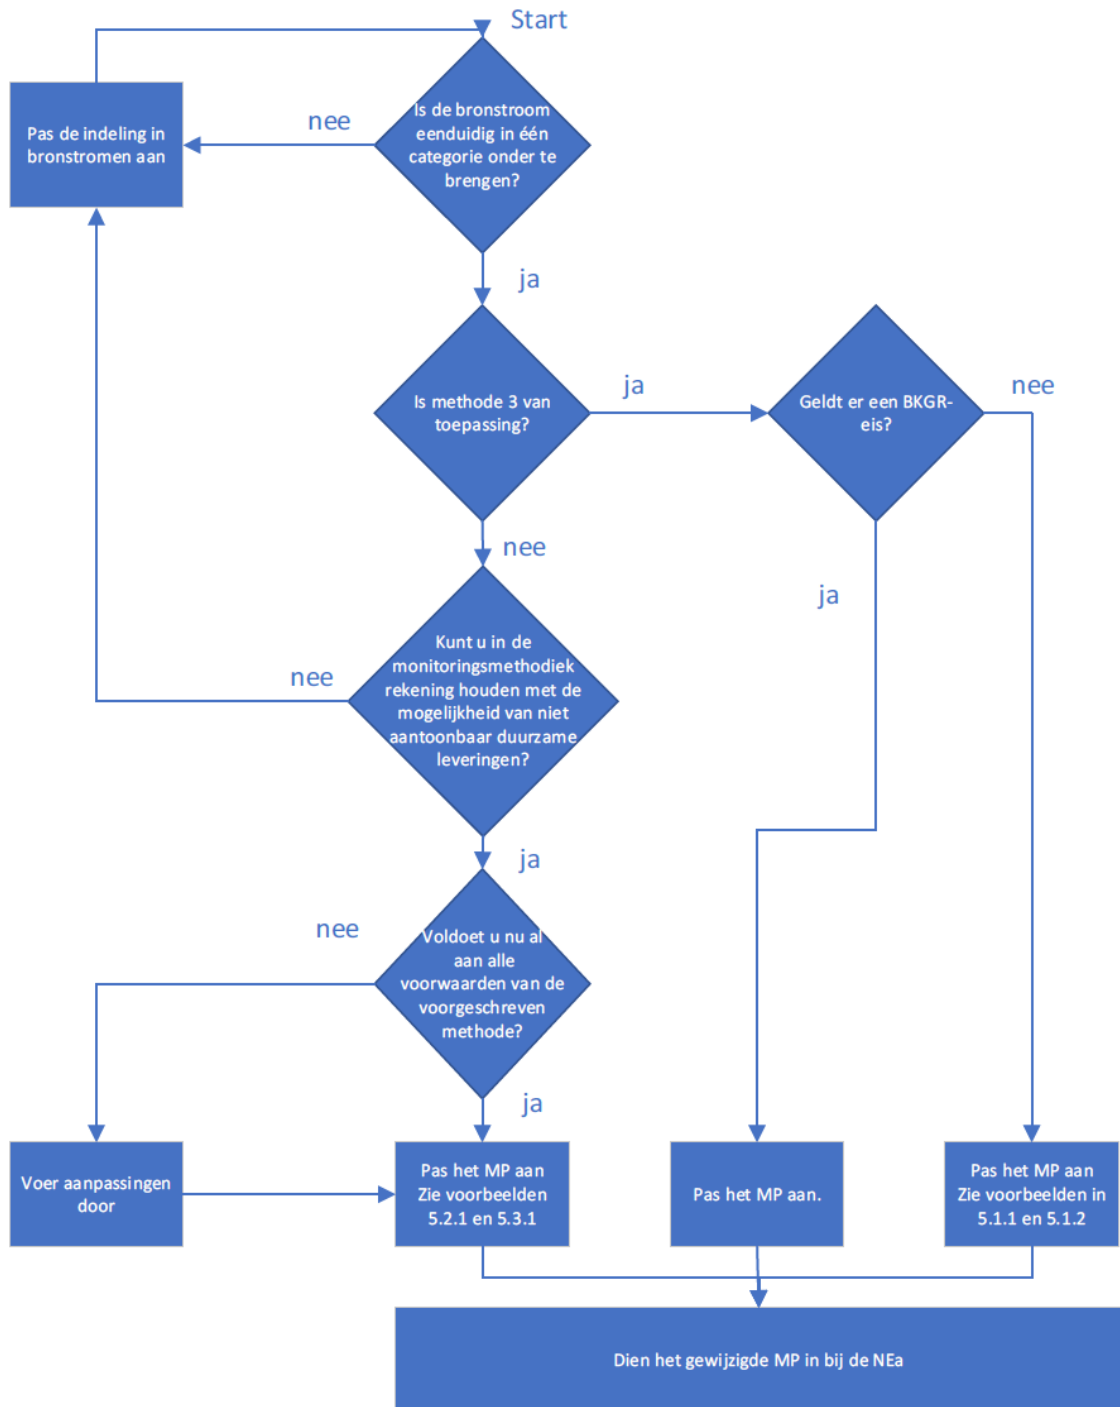 Start
Is de bronstroom
eenduidig in één
categorie onder te
brengen?
nee
Pas de indeling in
bronstromen aan
ja
Is methode 3 van
toepassing?
ja
Geldt er een BKGR-
eis?
nee
nee
ja
Kunt u in de
monitoringsmethodiek
rekening houden met de
mogelijkheid van niet
aantoonbaar duurzame
leveringen?
nee
ja
nee
Voldoet u nu al
aan alle
voorwaarden van de
voorgeschreven
methode?
ja
Voer aanpassingen
door
Pas het MP aan
Zie voorbeelden
5.2.1 en 5.3.1
Pas het MP aan.
Pas het MP aan
Zie voorbeelden in
5.1.1 en 5.1.2
Dien het gewijzigde MP in bij de NEa